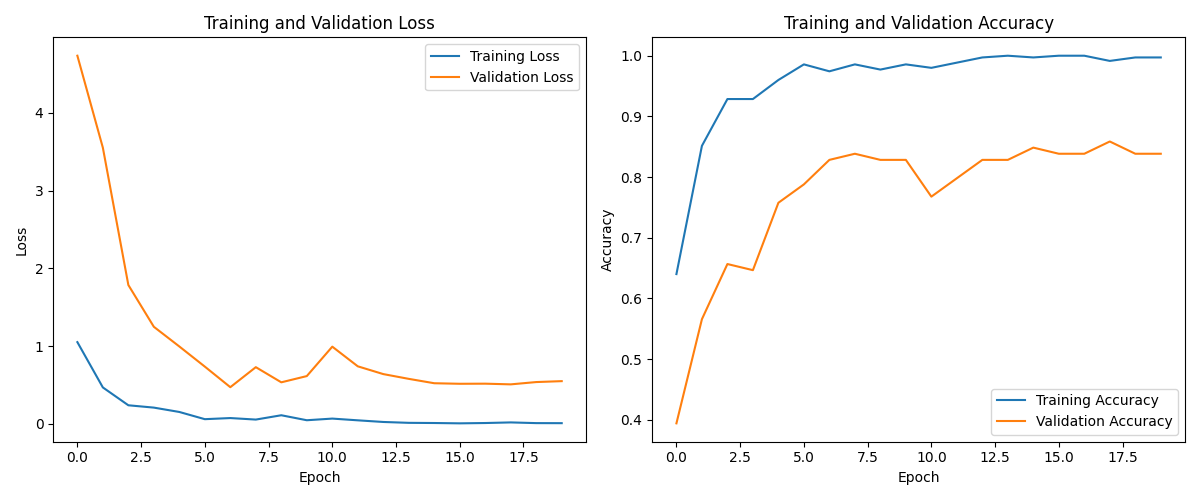 Training and Validation Loss
Training Loss
Validation Loss
4
3
2
1
0
Loss
0.0 2.5 5.0 7.5 10.0 12.5 15.0 17.5
Epoch
Training and Validation Accuracy
1.0
0.9
0.8
0.7
0.6
0.5
0.4
Accuracy
Training Accuracy
Validation Accuracy
0.0 2.5 5.0 7.5 10.0 12.5 15.0 17.5
Epoch